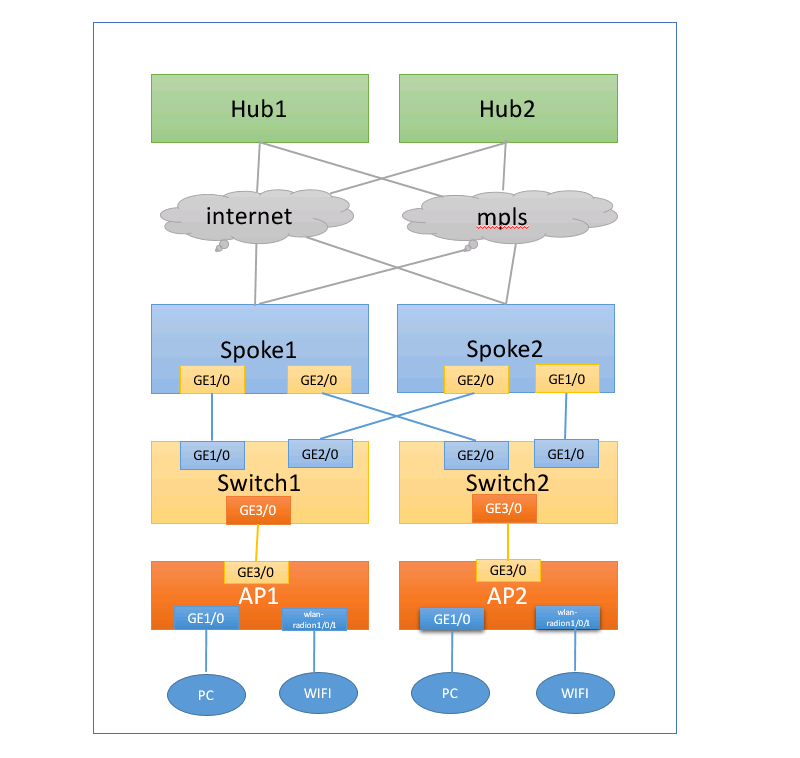 Hub1
Hub2
internet
mpls
Spoke1
Spoke2
GE1/0
GE2/0
GE2/0
GE1/0
GE1/0
GE2/0
GE2/0
GE1/0
Switch1
Switch2
GE3/0
GE3/0
GE3/0
GE3/0
AP1
AP2
GE1/0
wlan-
radion1/0/1
GE1/0
wlan-
radion1/0/1
PC
WIFI
PC
WIFI